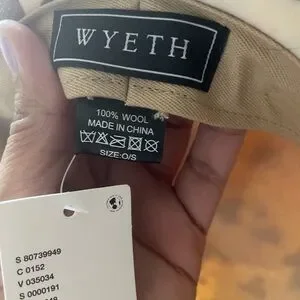 WYETH
100% WOOL
MADE IN CHINA
SIZE:O/S
S 80739949
C 0152
V 035034
S 0000191